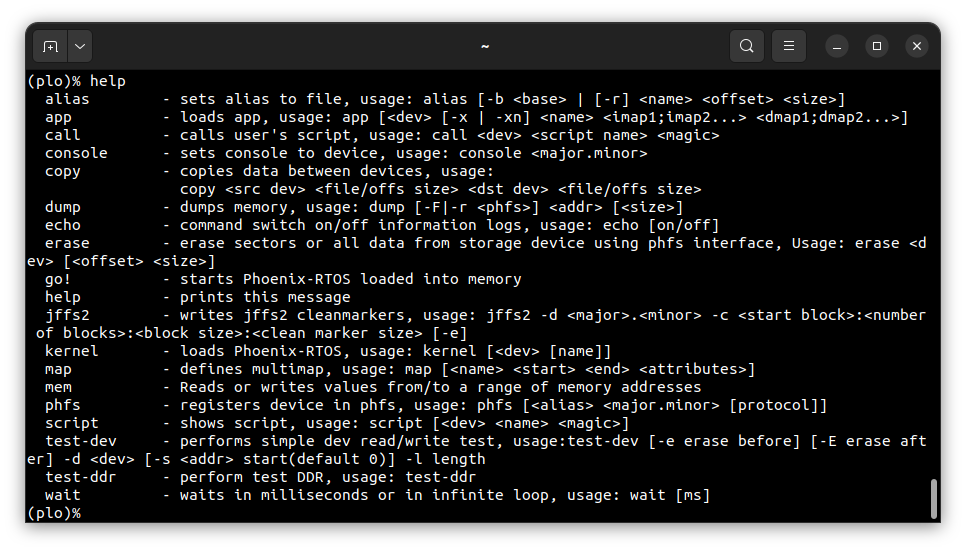 ~
(plo)% help
  alias        - sets alias to file, usage: alias [-b <base> | [-r] <name> <offset> <size>]
  app          - loads app, usage: app [<dev> [-x | -xn] <name> <imap1;imap2...> <dmap1;dmap2...>]
  call         - calls user's script, usage: call <dev> <script name> <magic>
  console      - sets console to device, usage: console <major.minor>
  copy         - copies data between devices, usage:
                 copy <src dev> <file/offs size> <dst dev> <file/offs size>
  dump         - dumps memory, usage: dump [-F|-r <phfs>] <addr> [<size>]
  echo         - command switch on/off information logs, usage: echo [on/off]
  erase        - erase sectors or all data from storage device using phfs interface, Usage: erase <d
ev> [<offset> <size>]
  go!          - starts Phoenix-RTOS loaded into memory
  help         - prints this message
  jffs2        - writes jffs2 cleanmarkers, usage: jffs2 -d <major>.<minor> -c <start block>:<number
 of blocks>:<block size>:<clean marker size> [-e]
  kernel       - loads Phoenix-RTOS, usage: kernel [<dev> [name]]
  map          - defines multimap, usage: map [<name> <start> <end> <attributes>]
  mem          - Reads or writes values from/to a range of memory addresses
  phfs         - registers device in phfs, usage: phfs [<alias> <major.minor> [protocol]]
  script       - shows script, usage: script [<dev> <name> <magic>]
  test-dev     - performs simple dev read/write test, usage:test-dev [-e erase before] [-E erase aft
er] -d <dev> [-s <addr> start(default 0)] -l length
  test-ddr     - perform test DDR, usage: test-ddr
  wait         - waits in milliseconds or in infinite loop, usage: wait [ms]
(plo)%